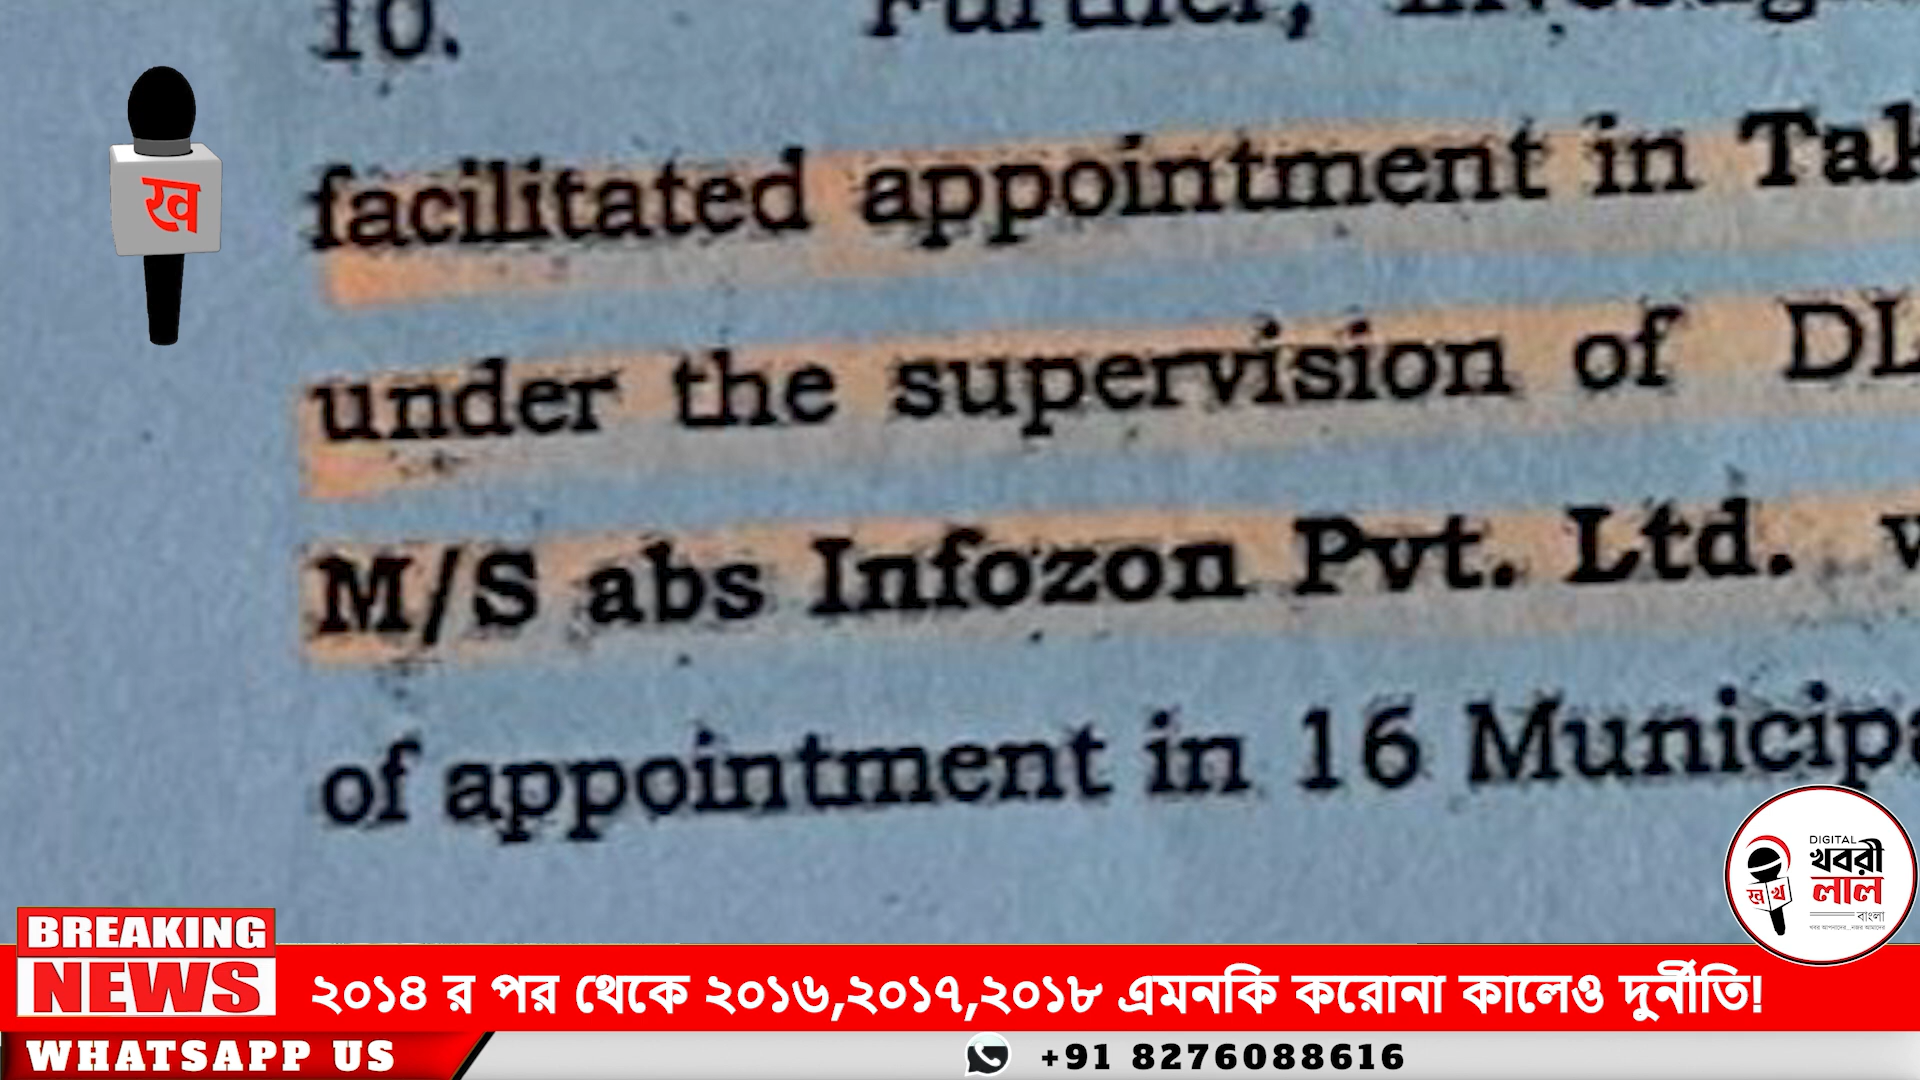 10. Further,
facilitated appointment in
under the supervision of
M/S abs Infozon Pvt. Ltd.
of appointment in 16
ख
DIGITAL
খবরী
লাল
বাংলা
ख খ
BREAKING
NEWS
২০১৪ র পর থেকে ২০১৬,২০১৭,২০১৮ এমনকি করোনা কালেও দুর্নীতি!
WHATSAPP US
+91 8276088616